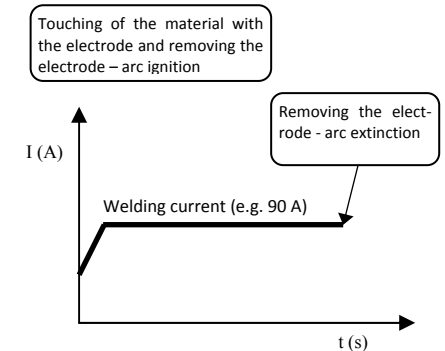 Touching of the material with
the electrode and removing the
electrode – arc ignition
Removing the elect-
rode - arc extinction
I (A)
Welding current (e.g. 90 A)
t (s)